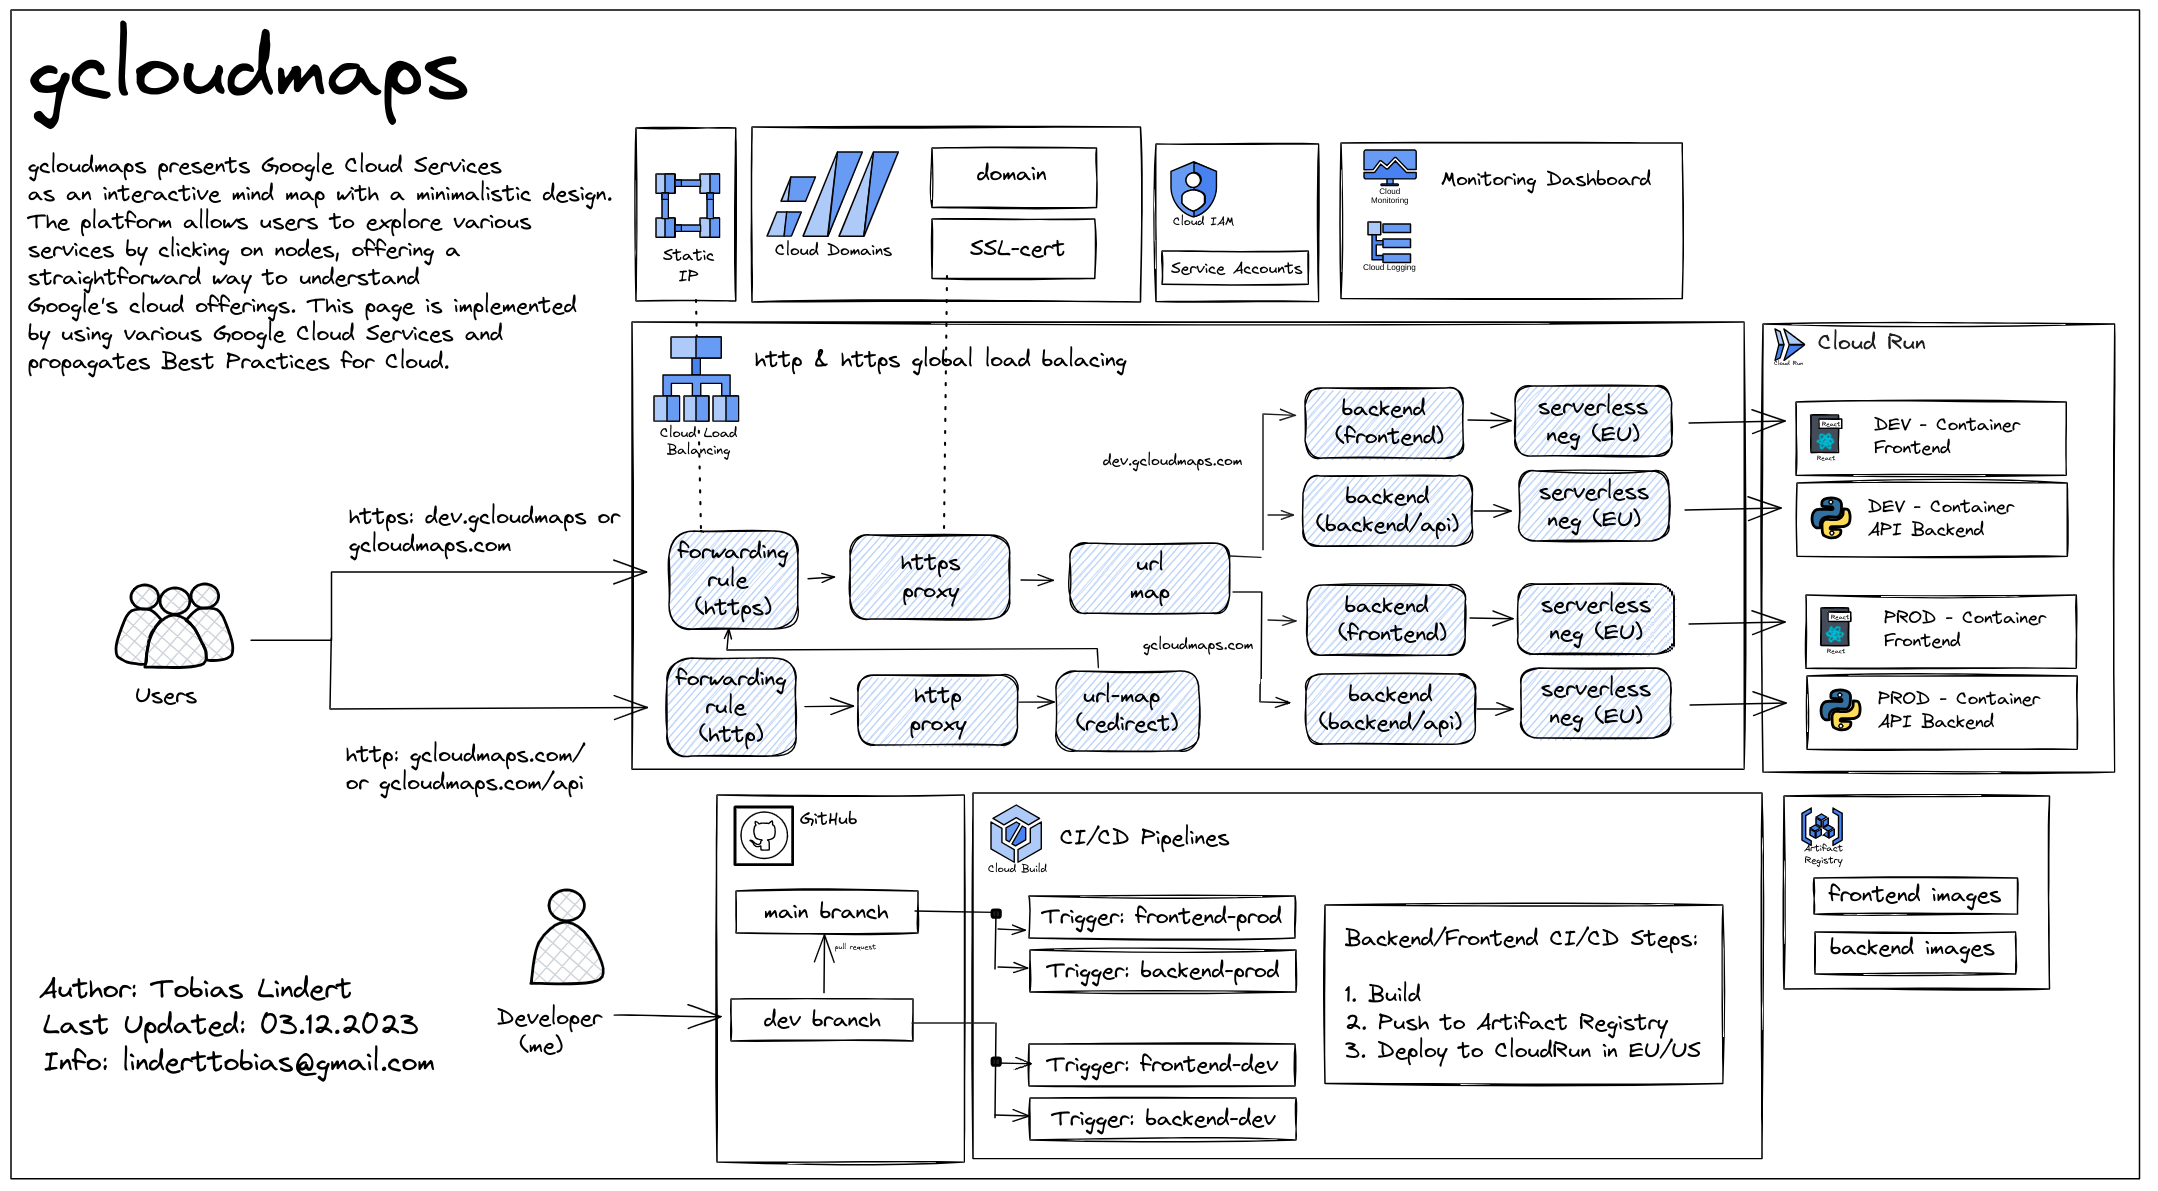 gcloudmaps
gcloudmaps presents Google Cloud Services
as an interactive mind map with a minimalistic design.
The platform allows users to explore various
services by clicking on nodes, offering a
straightforward way to understand
Google's cloud offerings. This page is implemented
by using various Google Cloud Services and
propagates Best Practices for Cloud.
Static
IP
Cloud Domains
domain
SSL-cert
Cloud IAM
Service Accounts
Cloud
Monitoring
Cloud Logging
Monitoring Dashboard
Cloud Load
Balancing
http & https global load balacing
Cloud Run
Cloud Run
https: dev.gcloudmaps or
gcloudmaps.com
Users
http: gcloudmaps.com/
or gcloudmaps.com/api
forwarding
rule
(https)
https
proxy
url
map
forwarding
rule
(http)
http
proxy
url-map
(redirect)
dev.gcloudmaps.com
gcloudmaps.com
backend
(frontend)
serverless
neg (EU)
backend
(backend/api)
serverless
neg (EU)
backend
(frontend)
serverless
neg (EU)
backend
(backend/api)
serverless
neg (EU)
React
React
DEV - Container
Frontend
DEV - Container
API Backend
React
React
PROD - Container
Frontend
PROD - Container
API Backend
Author: Tobias Lindert
Last Updated: 03.12.2023
Info: linderttobias@gmail.com
Developer
(me)
GitHub
main branch
pull request
dev branch
Cloud Build
CI/CD Pipelines
Trigger: frontend-prod
Trigger: backend-prod
Trigger: frontend-dev
Trigger: backend-dev
Backend/Frontend CI/CD Steps:
1. Build
2. Push to Artifact Registry
3. Deploy to CloudRun in EU/US
Artifact
Registry
frontend images
backend images